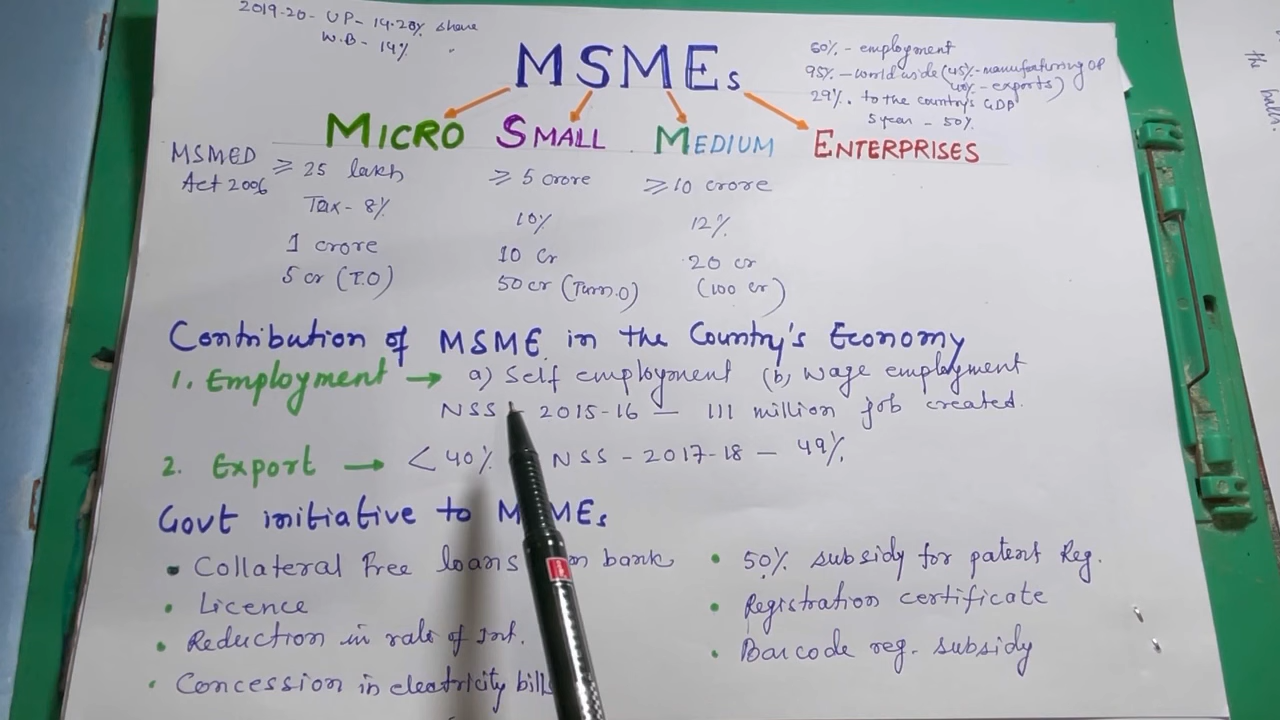 2019-20- UP- 14.20% share
W.B - 14% "
60% - employment
95% - world wide (45% - manufacturing OP
40% - exports)
29% . to the country's GDP
5 year - 50%
MSMEs
MICRO SMALL MEDIUM ENTERPRISES
MSMED
Act 2006
≥ 25 lakh ≥ 5 crore ≥ 10 crore
Tax - 8% 10% 12%
1 crore 10 Cr 20 cr
5 cr (T.O) 50 cr (Turn.O) (100 cr)
Contribution of MSME in the Country's Economy
1. Employment → a) Self employment (b, wage employment
NSS - 2015-16 — 111 million job created.
2. Export → < 40% NSS - 2017-18 - 49%.
Govt initiative to MSMEs
• Collateral free loans bank
• Licence
• Reduction in rate of Int.
• Concession in electricity bills
• 50% subsidy for patent Reg.
• Registration certificate
• Barcode reg. subsidy
the
balls.